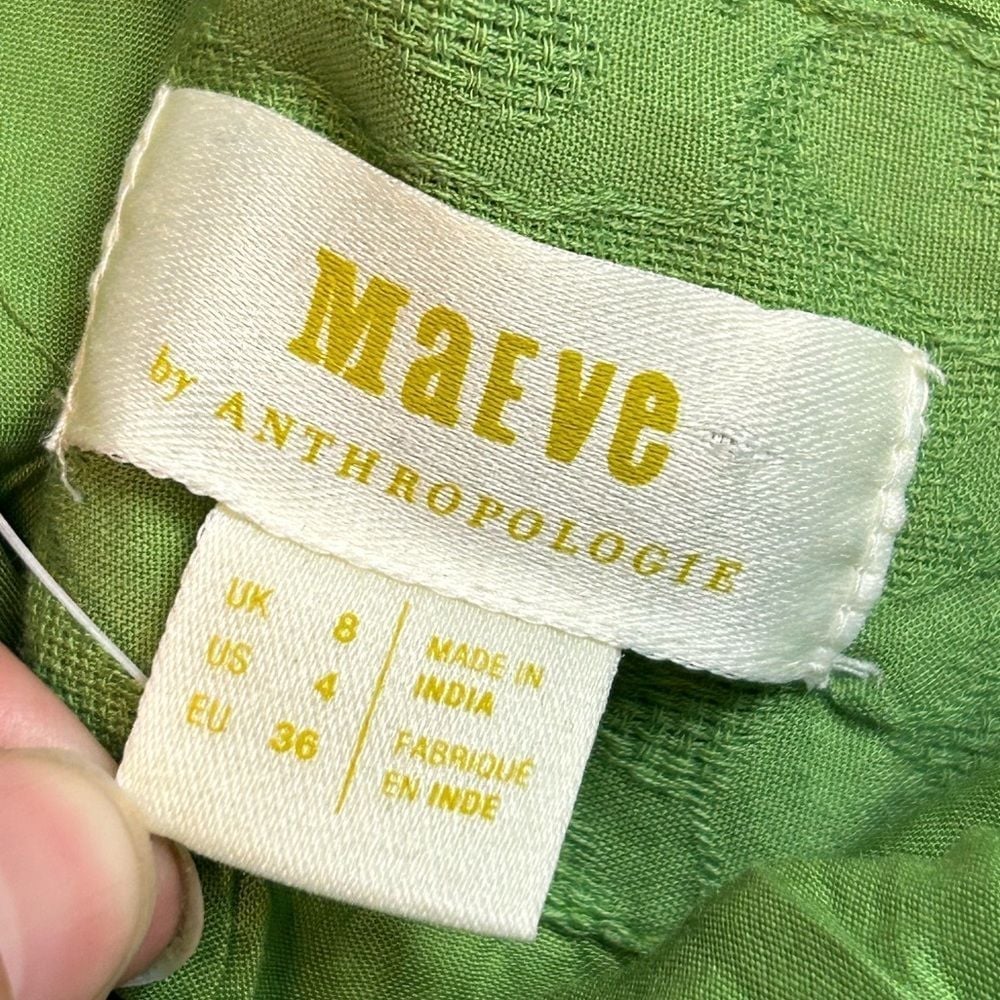 Maeve
by ANTHROPOLOGIE
UK 8
US 4
EU 36
MADE IN
INDIA
FABRIQUÉ
EN INDE